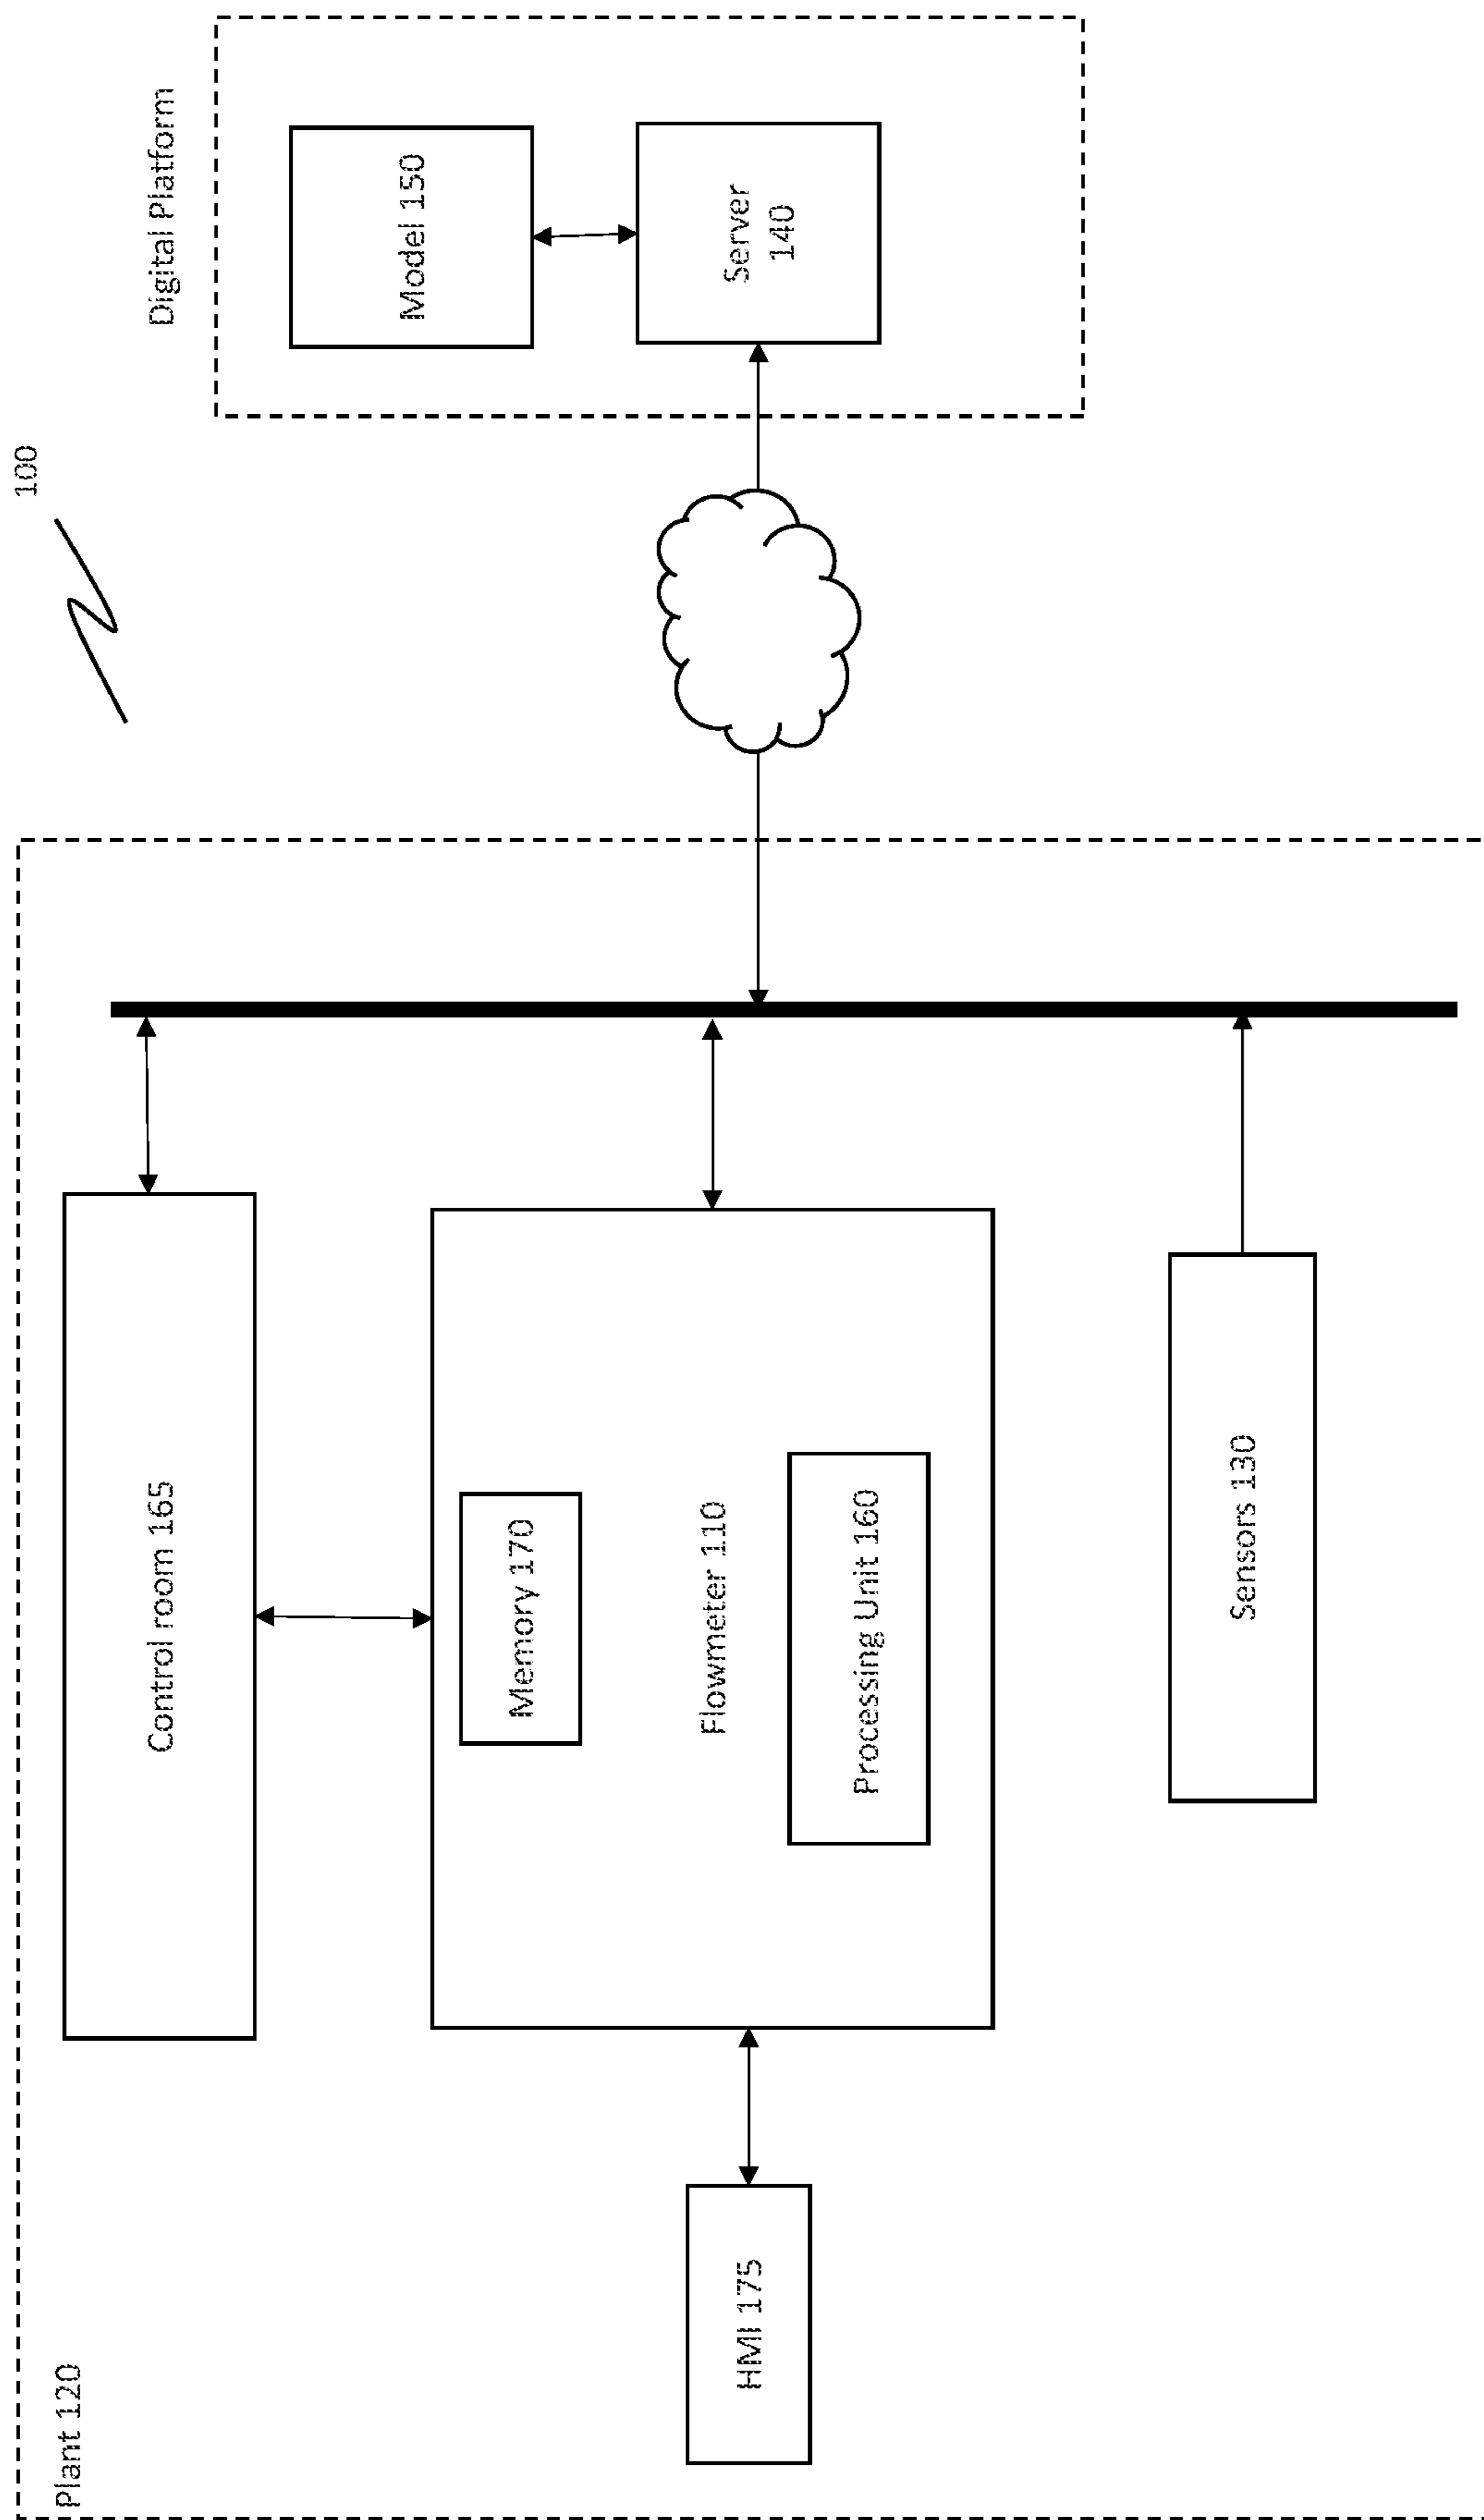 100
Plant 120
Control room 165
Memory 170
Flowmeter 110
Processing Unit 160
HMI 175
Sensors 130
Digital Platform
Model 150
Server
140